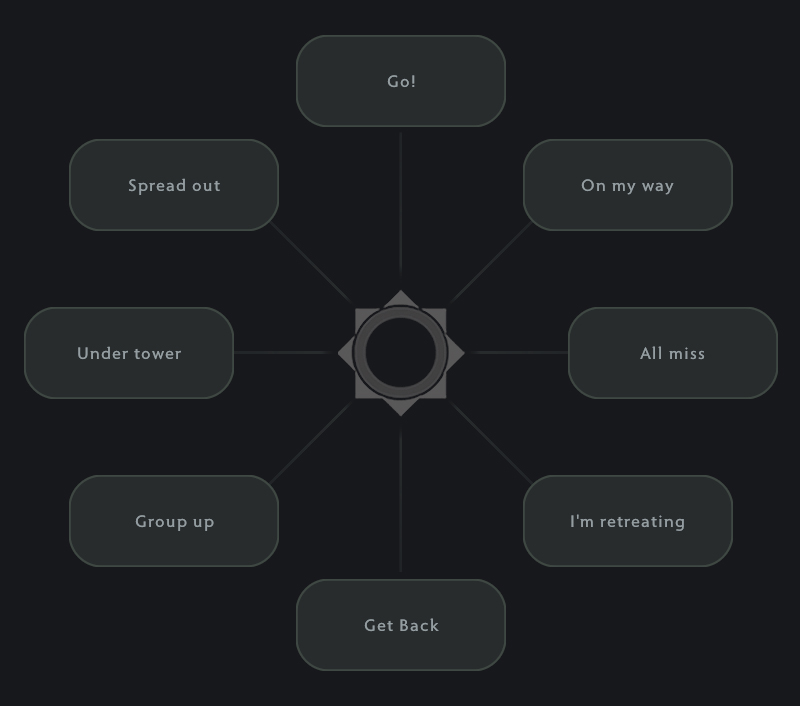 Go!
Spread out
On my way
Under tower
All miss
Group up
I'm retreating
Get Back